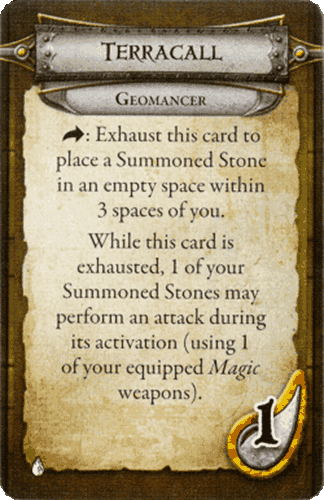 TERRACALL
GEOMANCER
: Exhaust this card to
place a Summoned Stone
in an empty space within
3 spaces of you.
While this card is
exhausted, 1 of your
Summoned Stones may
perform an attack during
its activation (using 1
of your equipped Magic
weapons).
1